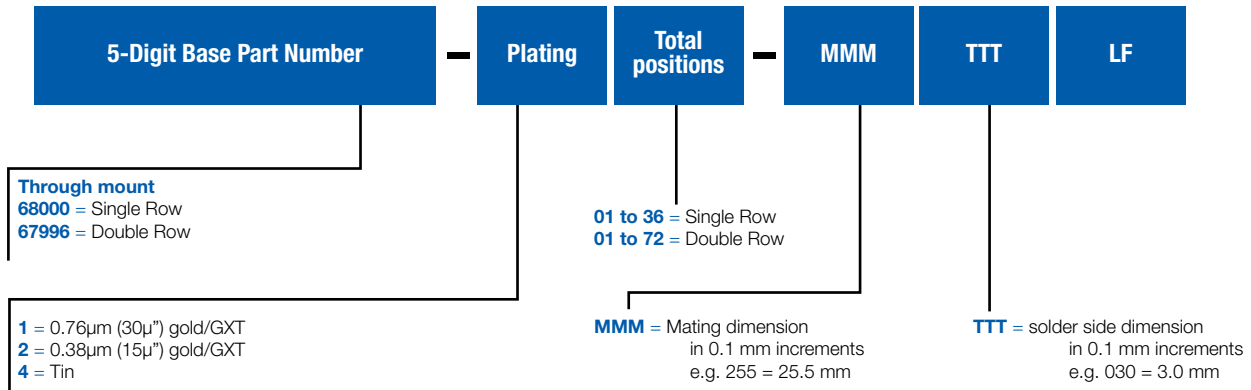 5-Digit Base Part Number
-
Plating
Total
positions
-
MMM
TTT
LF
Through mount
68000 = Single Row
67996 = Double Row
01 to 36 = Single Row
01 to 72 = Double Row
1 = 0.76µm (30µ”) gold/GXT
2 = 0.38µm (15µ”) gold/GXT
4 = Tin
MMM = Mating dimension
in 0.1 mm increments
e.g. 255 = 25.5 mm
TTT = solder side dimension
in 0.1 mm increments
e.g. 030 = 3.0 mm